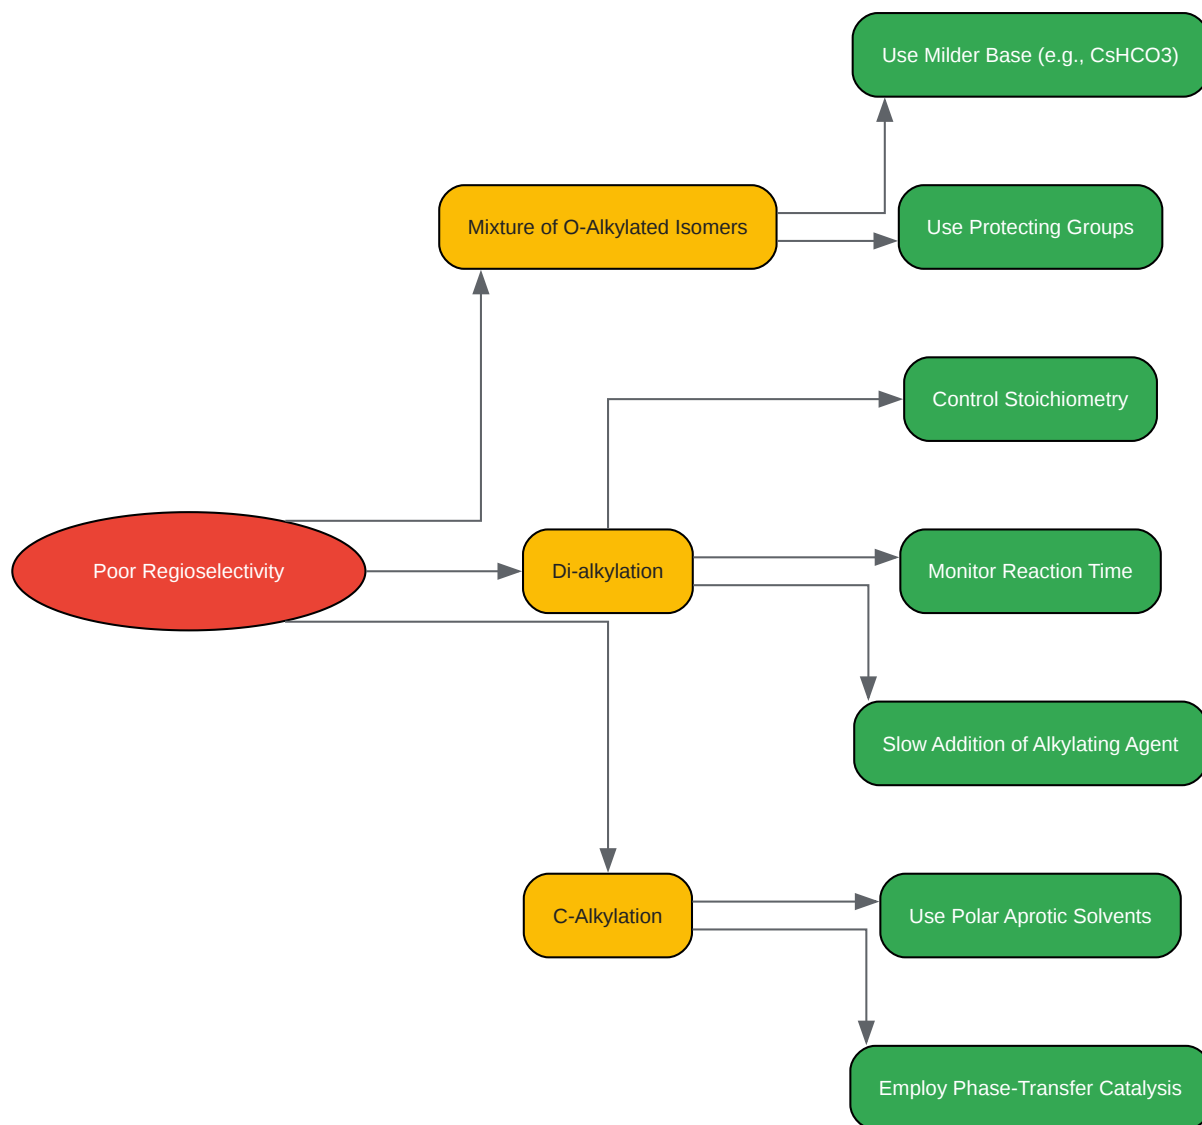 Use Milder Base (e.g., CsHCO3)
Mixture of O-Alkylated Isomers
Use Protecting Groups
Control Stoichiometry
Poor Regioselectivity
Di-alkylation
Monitor Reaction Time
Slow Addition of Alkylating Agent
C-Alkylation
Use Polar Aprotic Solvents
Employ Phase-Transfer Catalysis